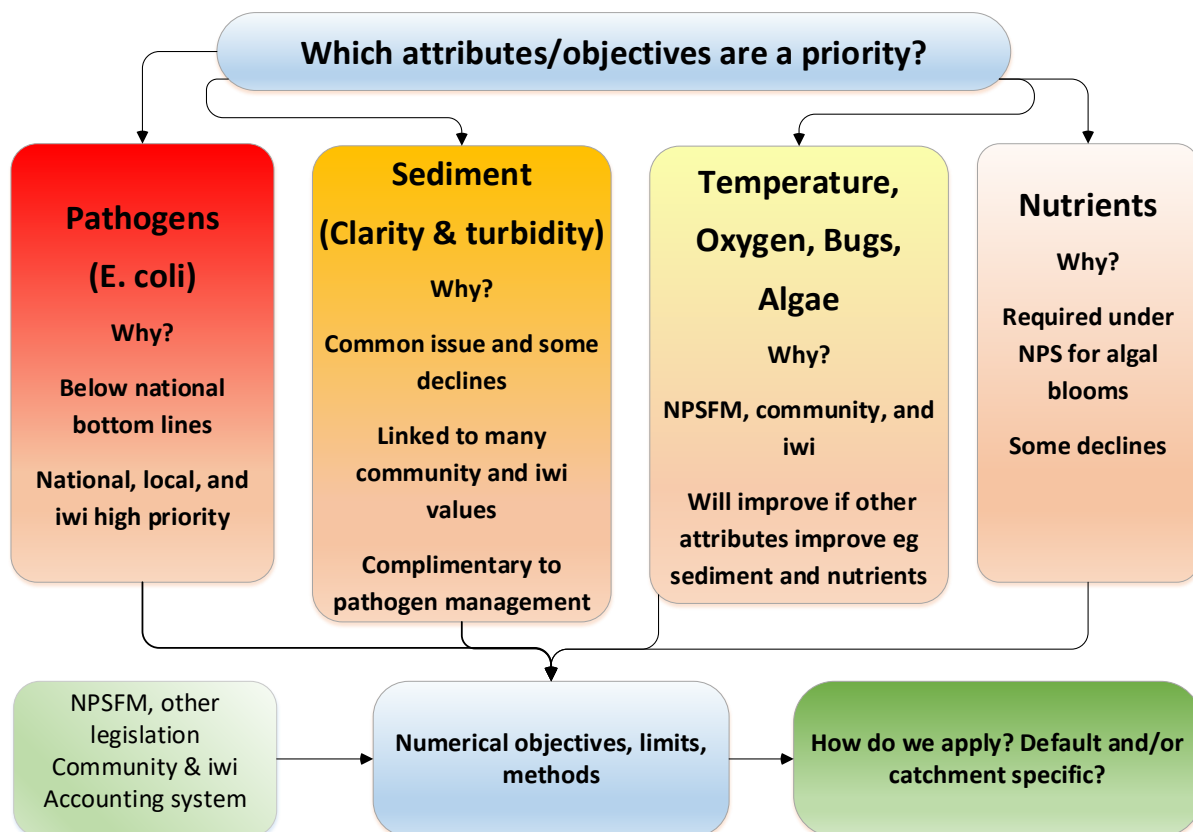 Which attributes/objectives are a priority?
Pathogens
(E. coli)
Why?
Below national
bottom lines
National, local, and
iwi high priority
Sediment
(Clarity & turbidity)
Why?
Common issue and some
declines
Linked to many
community and iwi
values
Complimentary to
pathogen management
Temperature,
Oxygen, Bugs,
Algae
Why?
NPSFM, community, and
iwi
Will improve if other
attributes improve eg
sediment and nutrients
Nutrients
Why?
Required under
NPS for algal
blooms
Some declines
NPSFM, other
legislation
Community & iwi
Accounting system
Numerical objectives, limits,
methods
How do we apply? Default and/or
catchment specific?